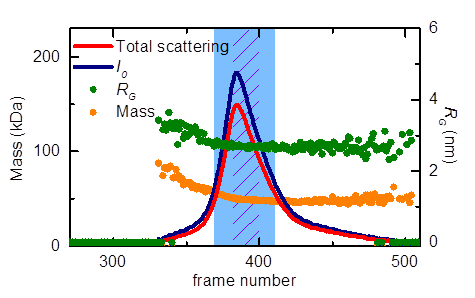 Total scattering
I0
RG
Mass
200
100
0
Mass (kDa)
300
400
500
frame number
6
4
2
0
RG (nm)